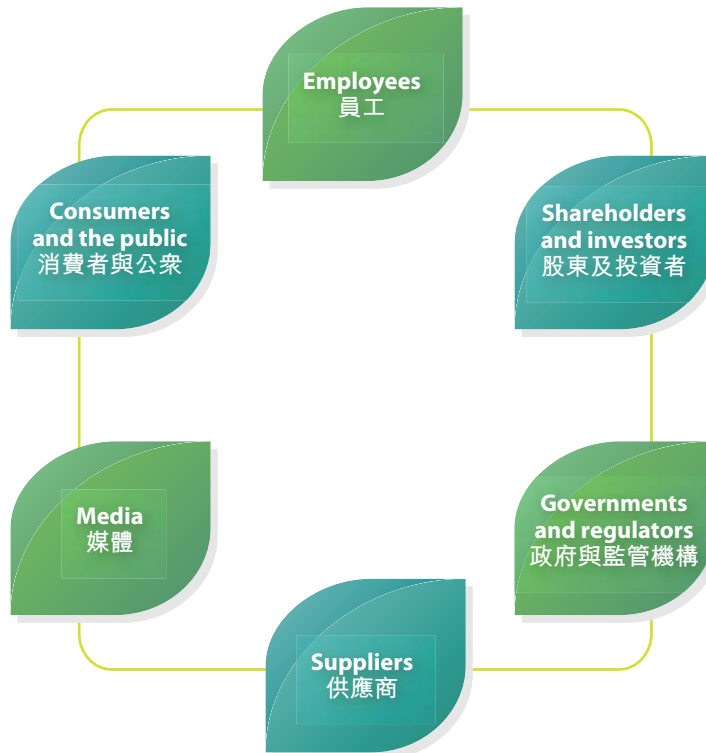 Employees
員工
Consumers
and the public
消費者與公衆
Shareholders
and investors
股東及投資者
Media
媒體
Governments
and regulators
政府與監管機構
Suppliers
供應商